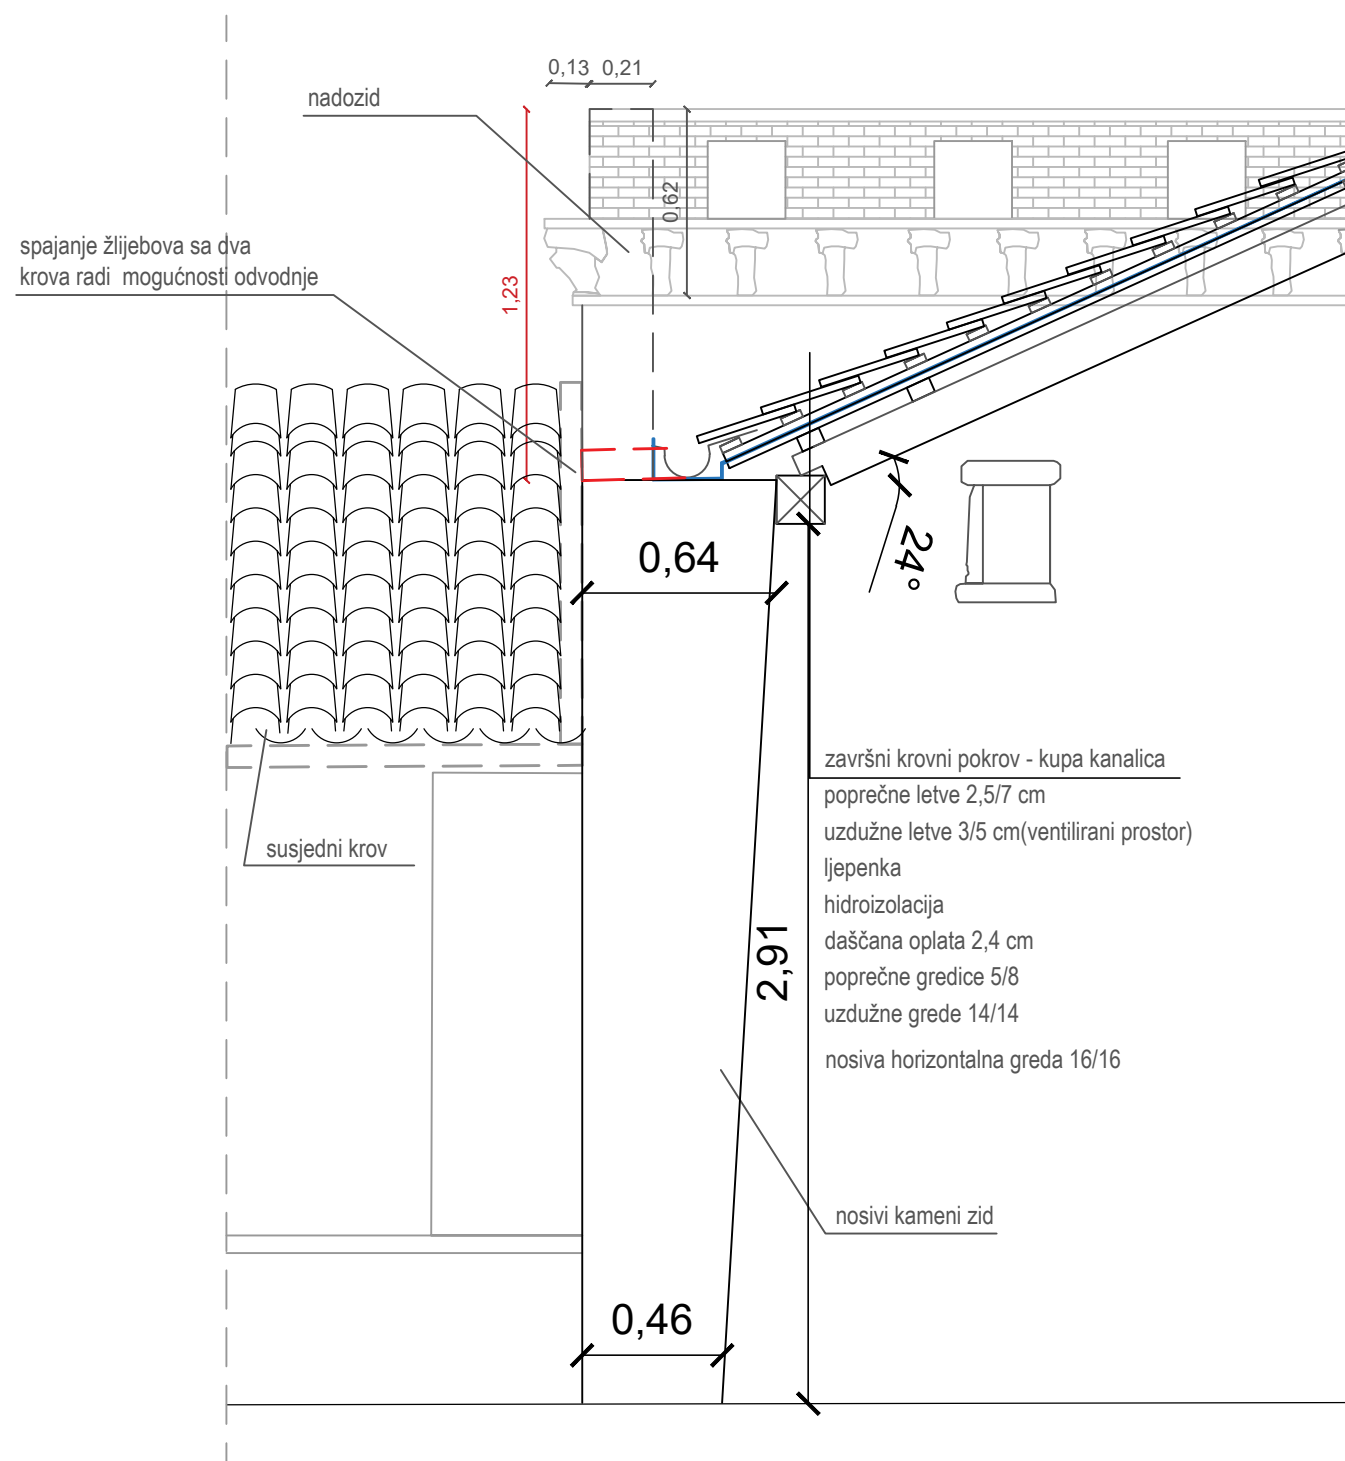 0,13 0,21
nadozid
0,62
spajanje žlijebova sa dva
krova radi mogućnosti odvodnje
1,23
24°
0,64
završni krovni pokrov - kupa kanalica
poprečne letve 2,5/7 cm
uzdužne letve 3/5 cm(ventilirani prostor)
ljepenka
hidroizolacija
daščana oplata 2,4 cm
poprečne gredice 5/8
uzdužne grede 14/14
nosiva horizontalna greda 16/16
susjedni krov
2,91
nosivi kameni zid
0,46